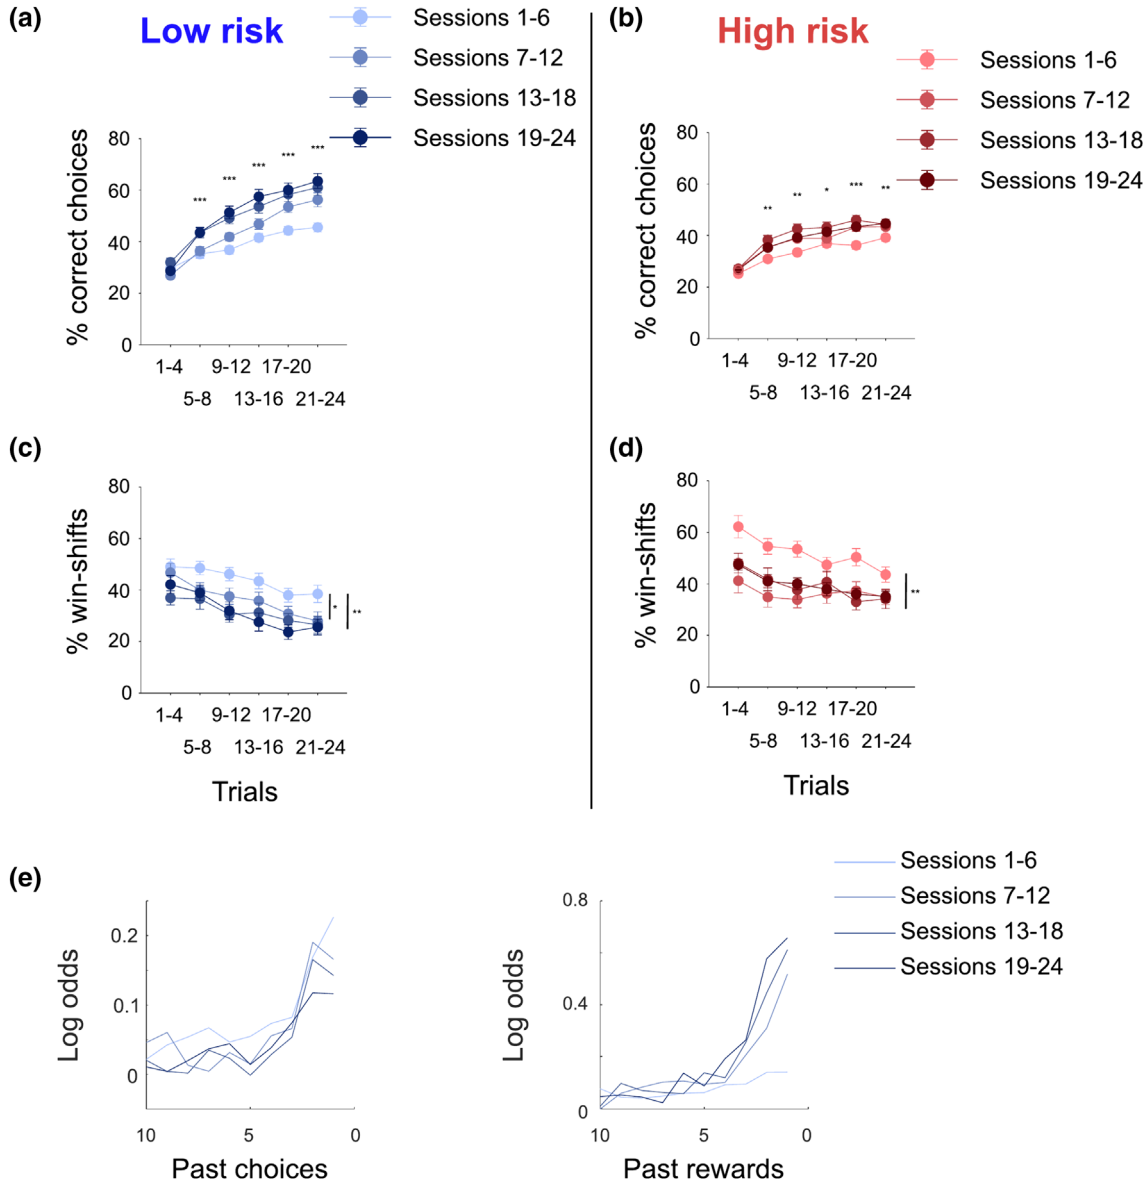 (a)
Low risk
Sessions 1-6
Sessions 7-12
Sessions 13-18
Sessions 19-24
% correct choices
80
60
40
20
0
***
***
***
***
***
1-4
9-12
17-20
5-8
13-16
21-24
(b)
High risk
Sessions 1-6
Sessions 7-12
Sessions 13-18
Sessions 19-24
% correct choices
80
60
40
20
0
**
**
*
***
**
1-4
9-12
17-20
5-8
13-16
21-24
(c)
% win-shifts
80
60
40
20
0
*
**
1-4
9-12
17-20
5-8
13-16
21-24
Trials
(d)
% win-shifts
80
60
40
20
0
**
1-4
9-12
17-20
5-8
13-16
21-24
Trials
(e)
Log odds
0.2
0.1
0
10
5
0
Past choices
Log odds
0.8
0.4
0
10
5
0
Past rewards
Sessions 1-6
Sessions 7-12
Sessions 13-18
Sessions 19-24